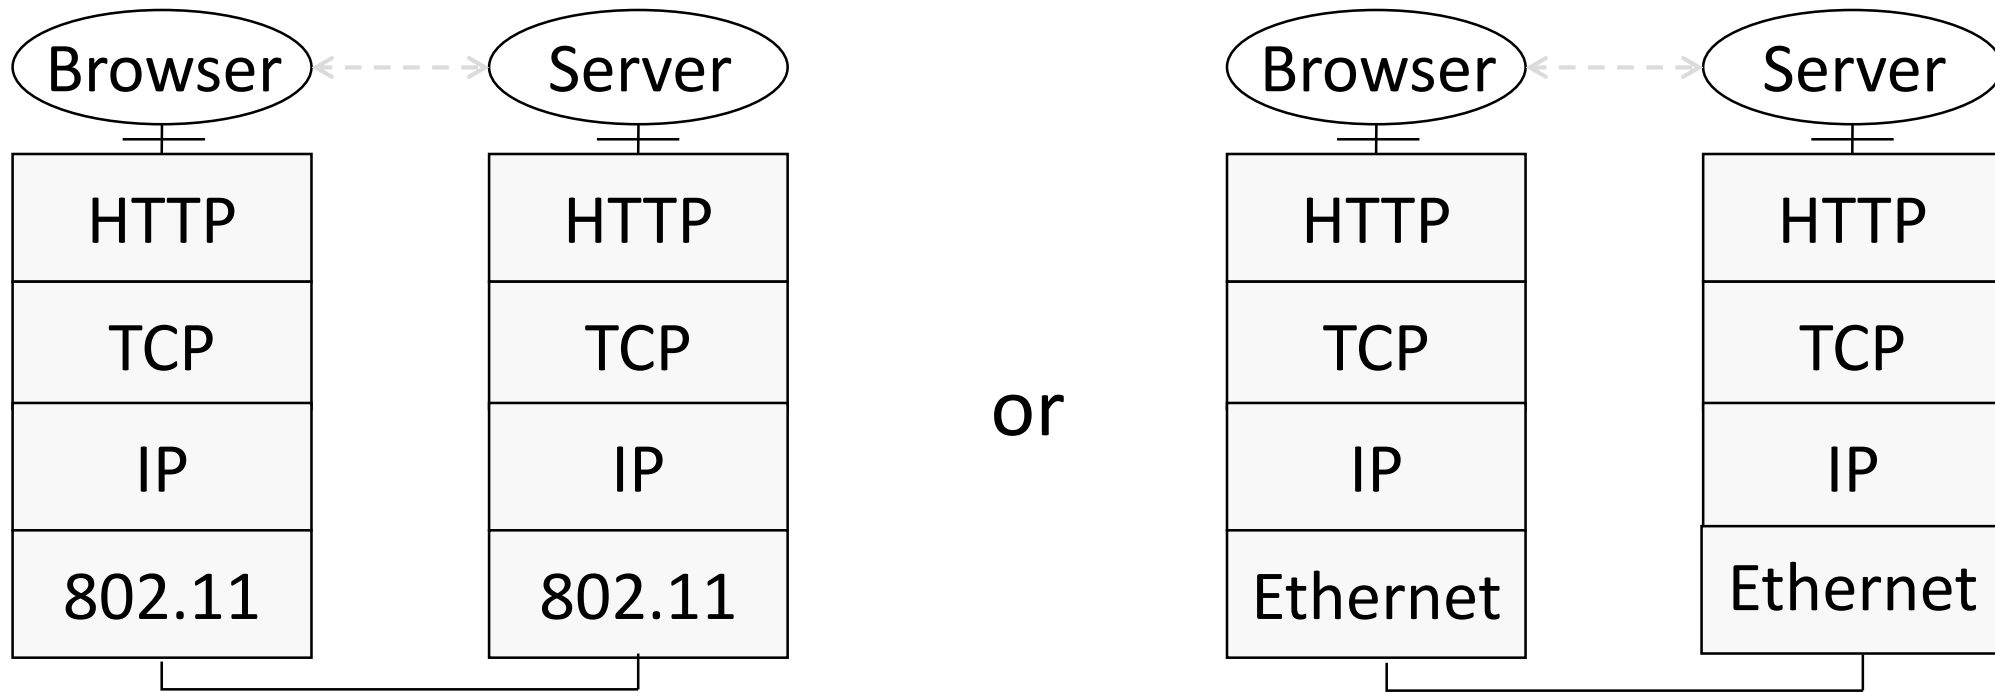 Browser
Server
HTTP
HTTP
TCP
TCP
IP
IP
802.11
802.11
or
Browser
Server
HTTP
HTTP
TCP
TCP
IP
IP
Ethernet
Ethernet